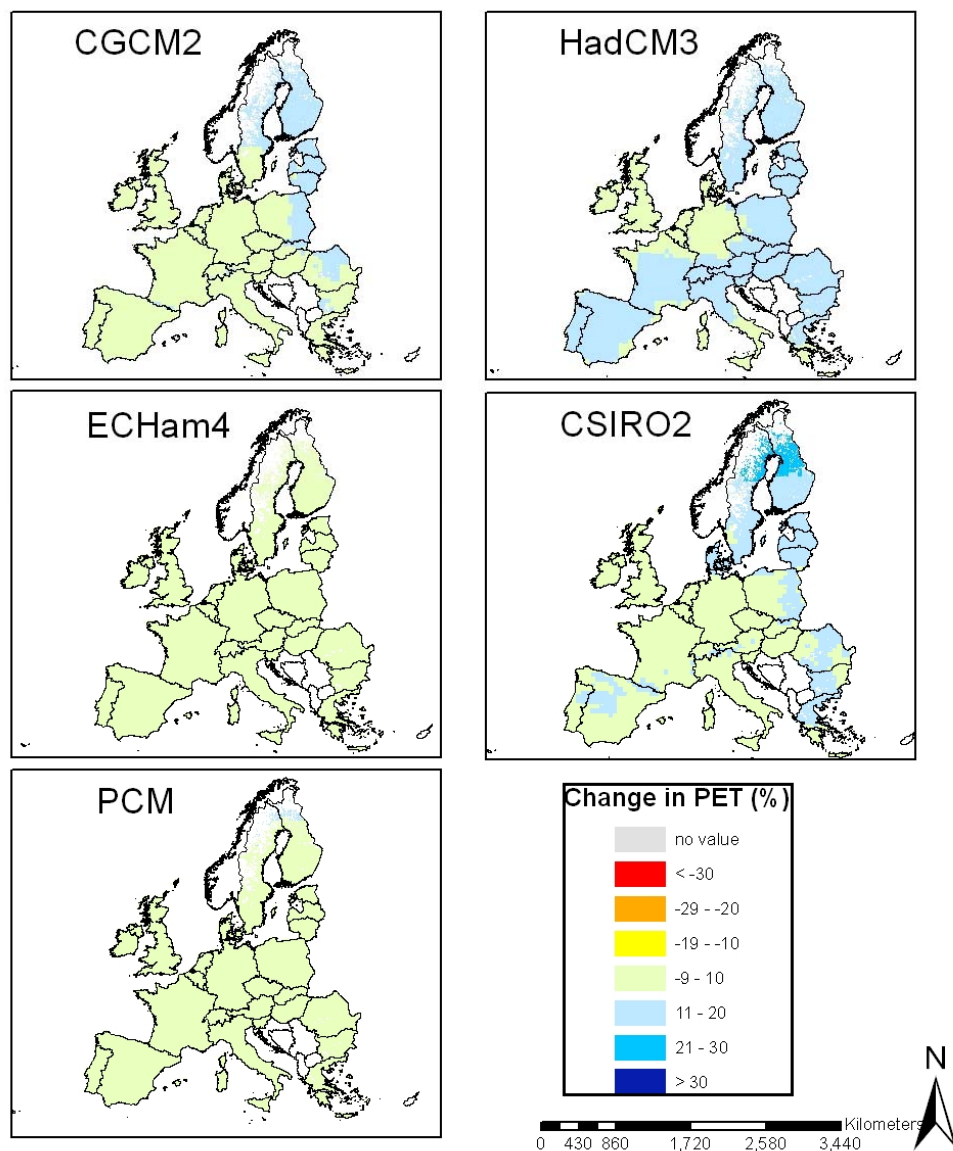 CGCM2
HadCM3
ECHam4
CSIRO2
PCM
Change in PET (%)
no value
< -30
-29 - -20
-19 - -10
-9 - 10
11 - 20
21 - 30
> 30
N
Kilometers
0 430 860 1,720 2,580 3,440